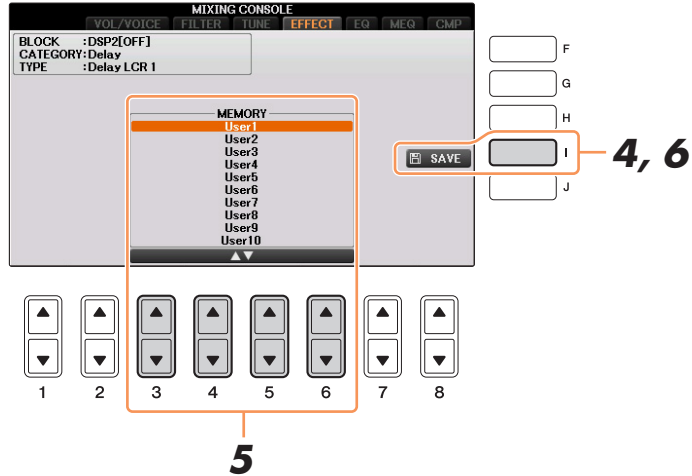 MIXING CONSOLE
VOL/VOICE FILTER TUNE EFFECT EQ MEQ CMP
BLOCK :DSP2[OFF]
CATEGORY:Delay
TYPE :Delay LCR 1
F
G
MEMORY
H
User1
User2
User3
SAVE
I
4, 6
User4
User5
User6
J
User7
User8
User9
User10
1 2 3 4 5 6 7 8
5